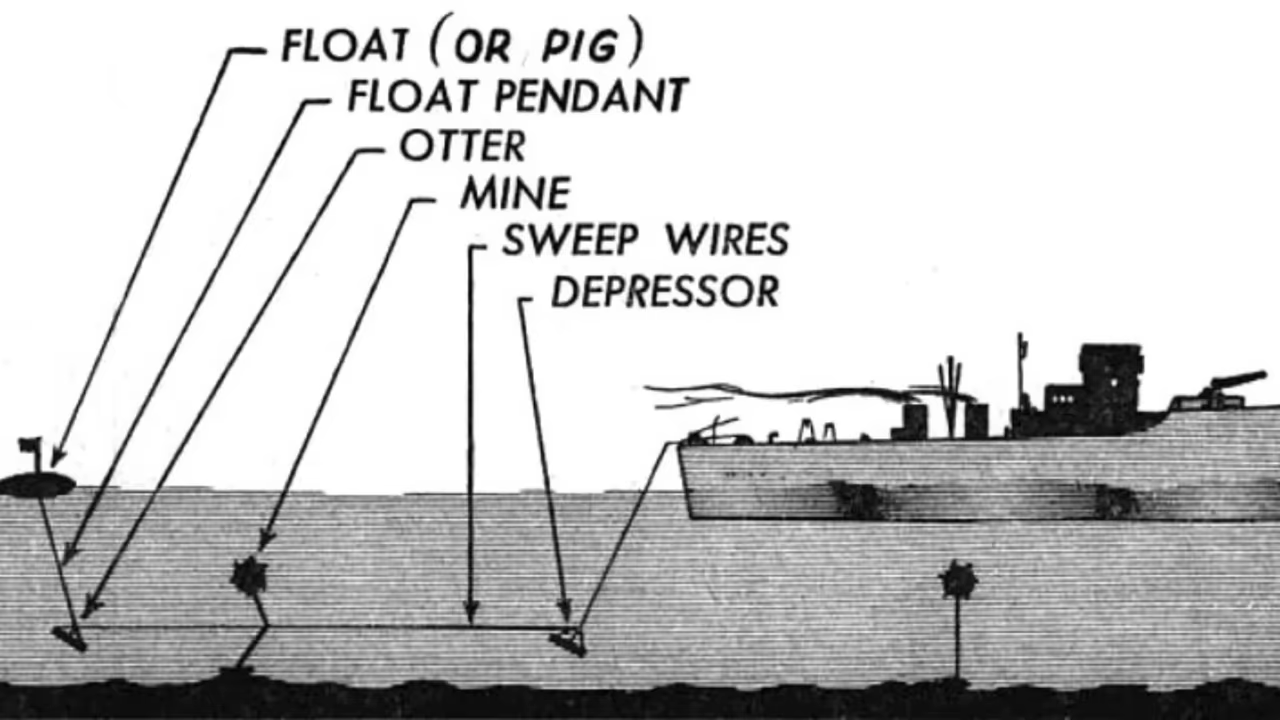 FLOAT (OR PIG)
FLOAT PENDANT
OTTER
MINE
SWEEP WIRES
DEPRESSOR